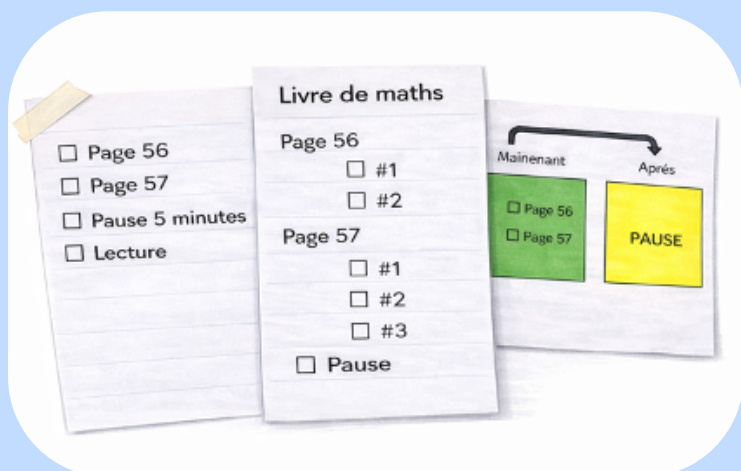 Page 56
Page 57
Pause 5 minutes
Lecture
Livre de maths
Page 56
#1
#2
Page 57
#1
#2
#3
Pause
Mainenant
Aprés
Page 56
Page 57
PAUSE